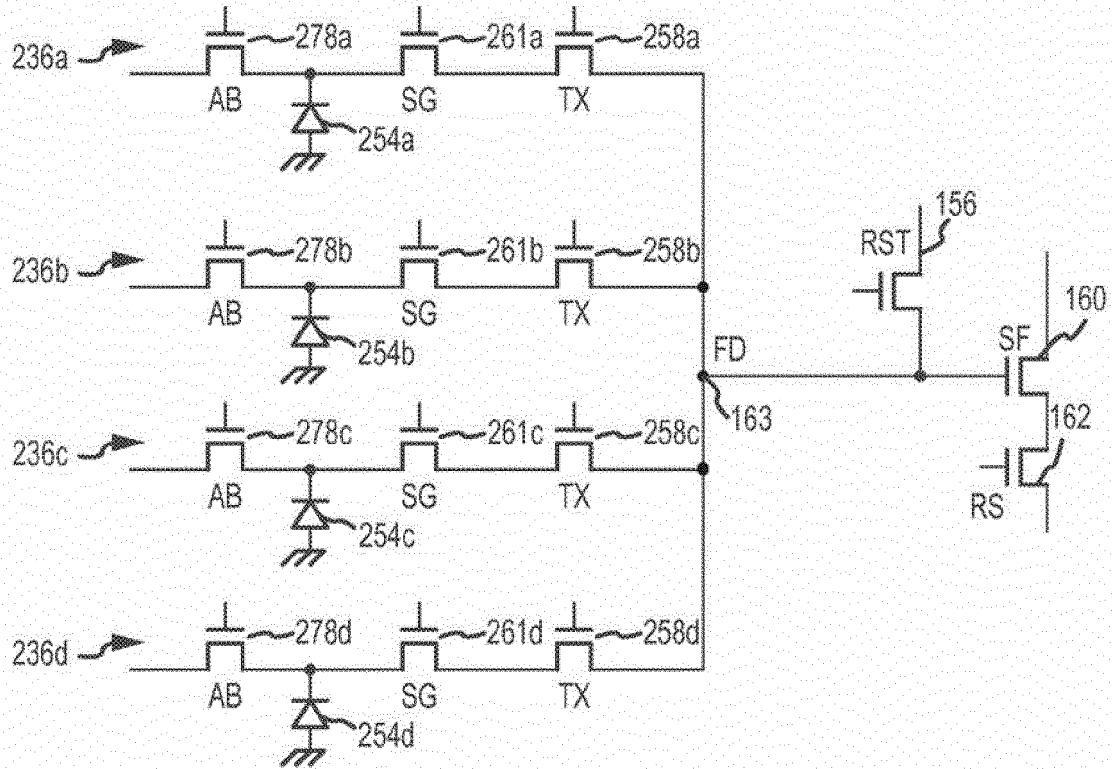 278a 261a 258a
236a
AB SG TX
254a
156
RST
278b 261b 258b
236b
AB SG TX
254b
160
SF
FD
163
162
278c 261c 258c
236c
AB SG TX
RS
254c
278d 261d 258d
236d
AB SG TX
254d